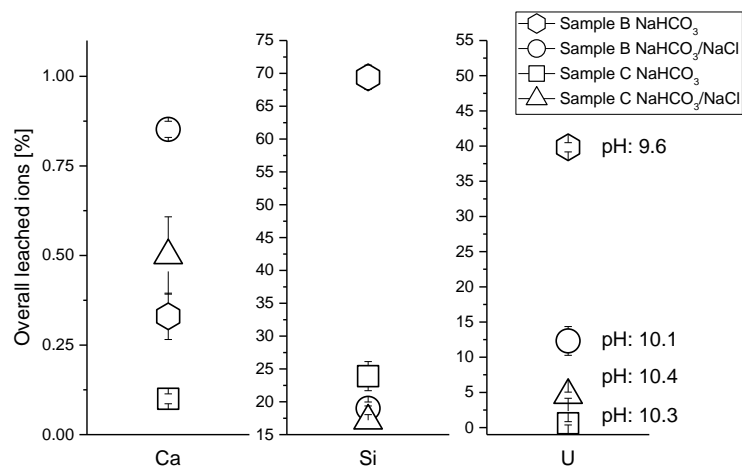 Sample B NaHCO₃
Sample B NaHCO₃/NaCl
Sample C NaHCO₃
Sample C NaHCO₃/NaCl
Overall leached ions [%]
1.00
0.75
0.50
0.25
0.00
Ca
75
70
65
60
55
50
45
40
35
30
25
20
15
Si
55
50
45
40
35
30
25
20
15
10
5
0
U
pH: 9.6
pH: 10.1
pH: 10.4
pH: 10.3